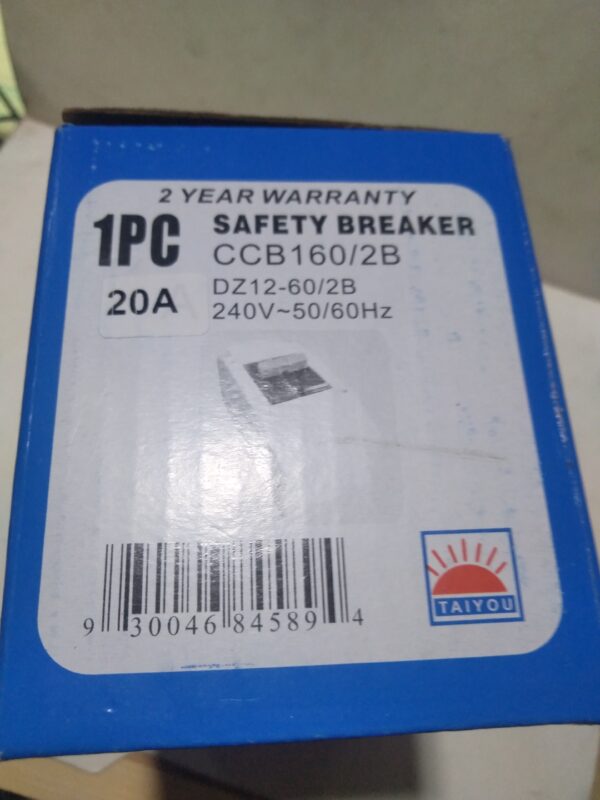 2 YEAR WARRANTY
1PC
SAFETY BREAKER
CCB160/2B
20A
DZ12-60/2B
240V~50/60Hz
9 30046 84589 4
TAIYOU